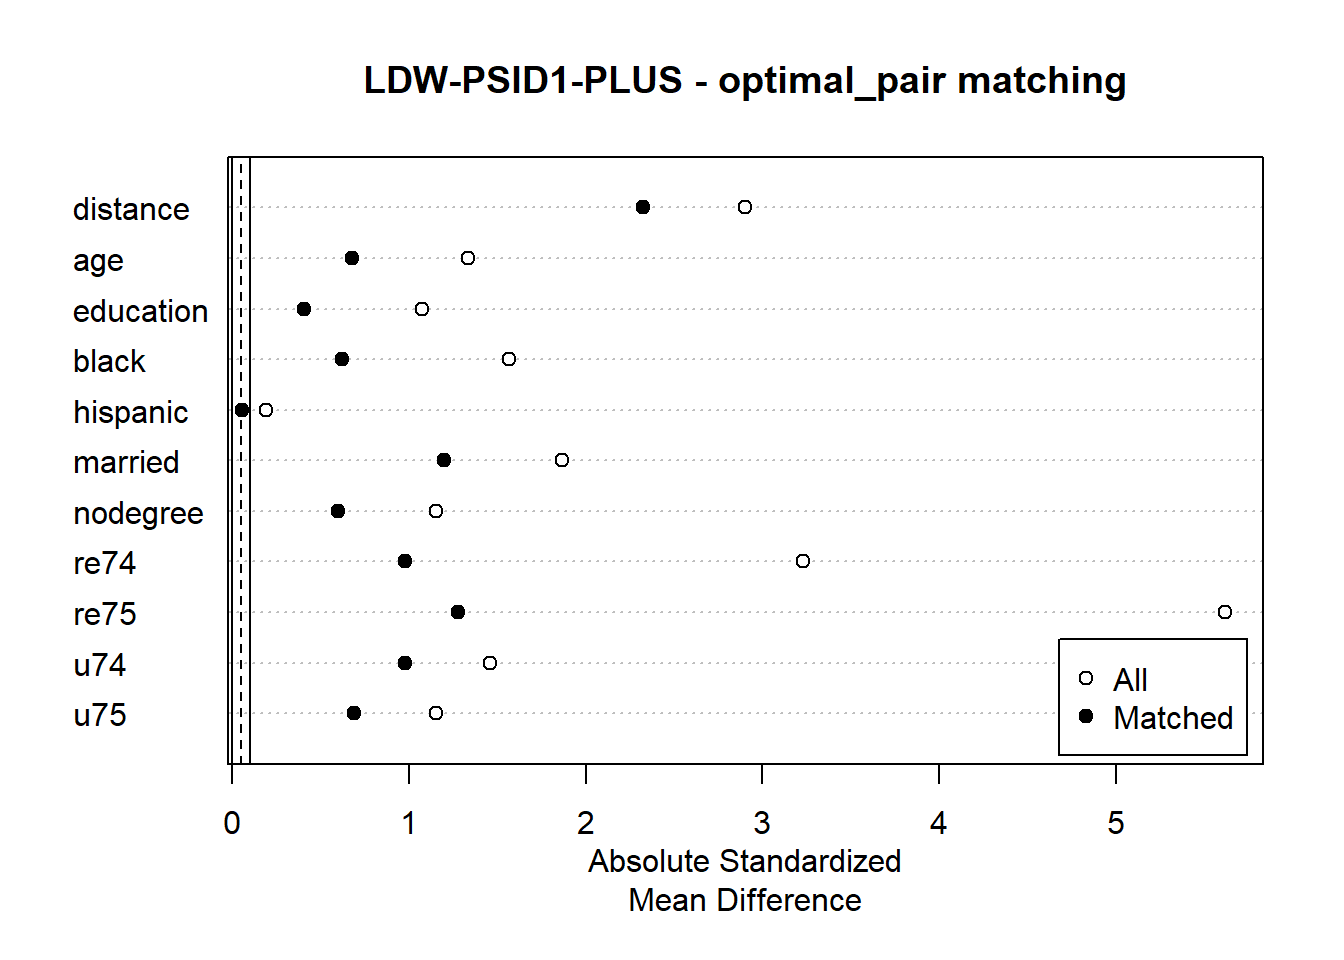 LDW-PSID1-PLUS - optimal_pair matching
distance
age
education
black
hispanic
married
nodegree
re74
re75
u74
u75
All
Matched
0 1 2 3 4 5
Absolute Standardized
Mean Difference